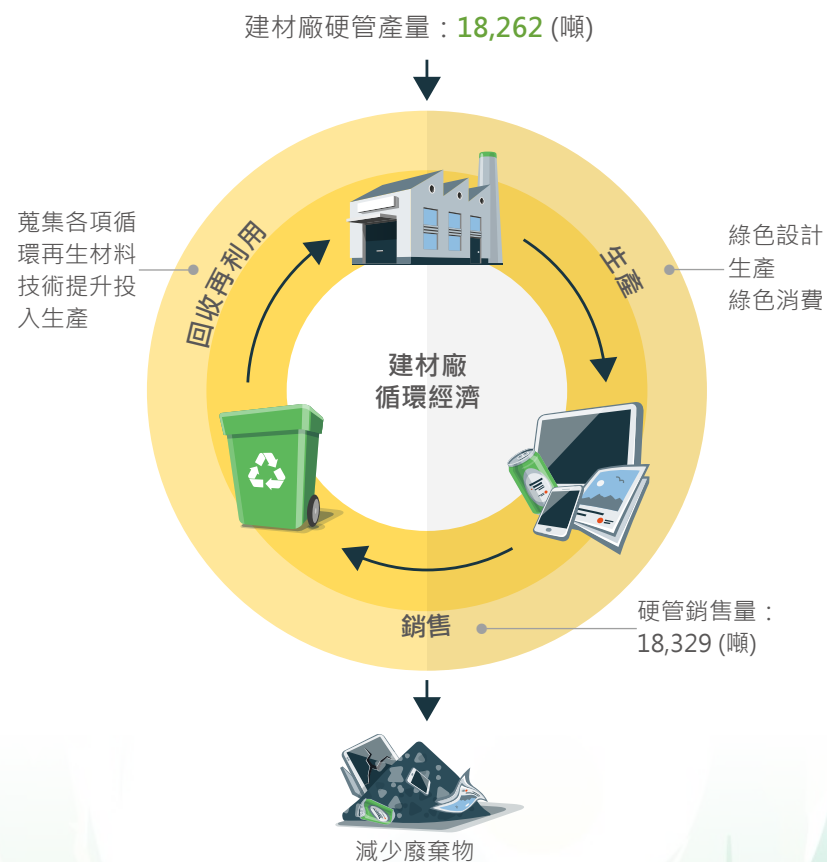 建材廠硬管產量：18,262 (噸)
蒐集各項循
環再生材料
技術提升投
入生產
回收再利用
生產
綠色設計
生產
綠色消費
建材廠
循環經濟
銷售
硬管銷售量：
18,329 (噸)
減少廢棄物